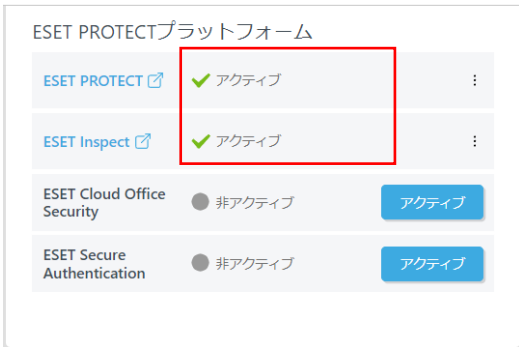 ESET PROTECTプラットフォーム
ESET PROTECT アクティブ
ESET Inspect アクティブ
ESET Cloud Office
Security
非アクティブ アクティブ
ESET Secure
Authentication
非アクティブ アクティブ